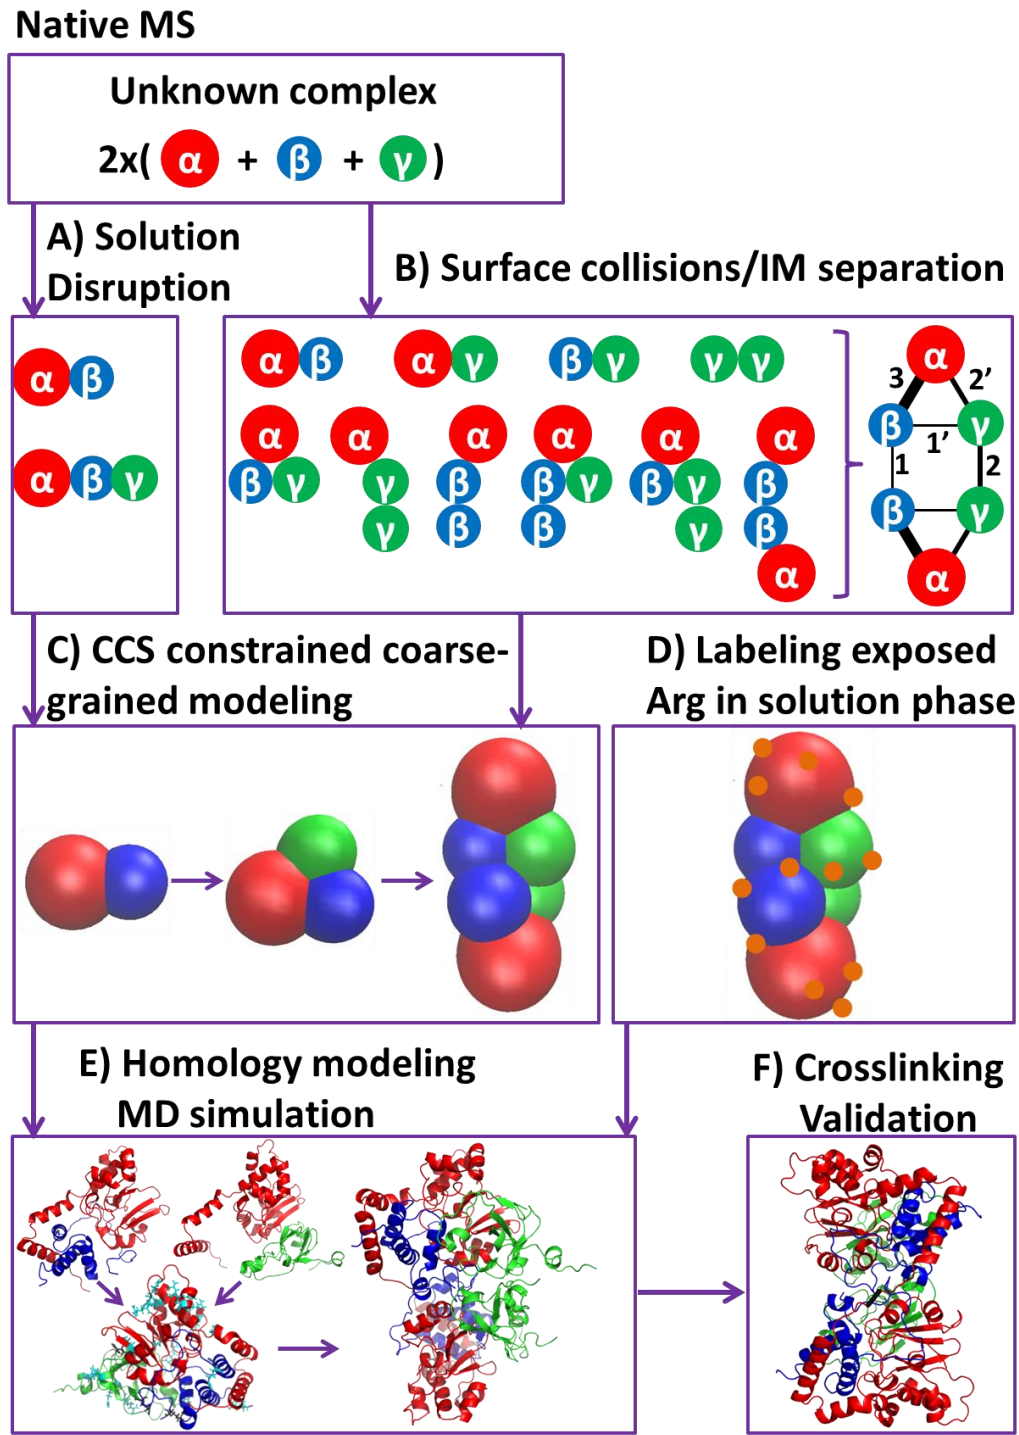 Native MS
Unknown complex
2x( α + β + γ )
A) Solution
Disruption
B) Surface collisions/IM separation
α β
α β γ
α β
α γ
β γ
γ γ
α
β γ
α
γ
γ
α
β
β
α
β γ
β
α
β γ
γ
α
β
β
α
α
3 2’
β γ
1’
1 2
β γ
α
C) CCS constrained coarse-
grained modeling
D) Labeling exposed
Arg in solution phase
E) Homology modeling
MD simulation
F) Crosslinking
Validation